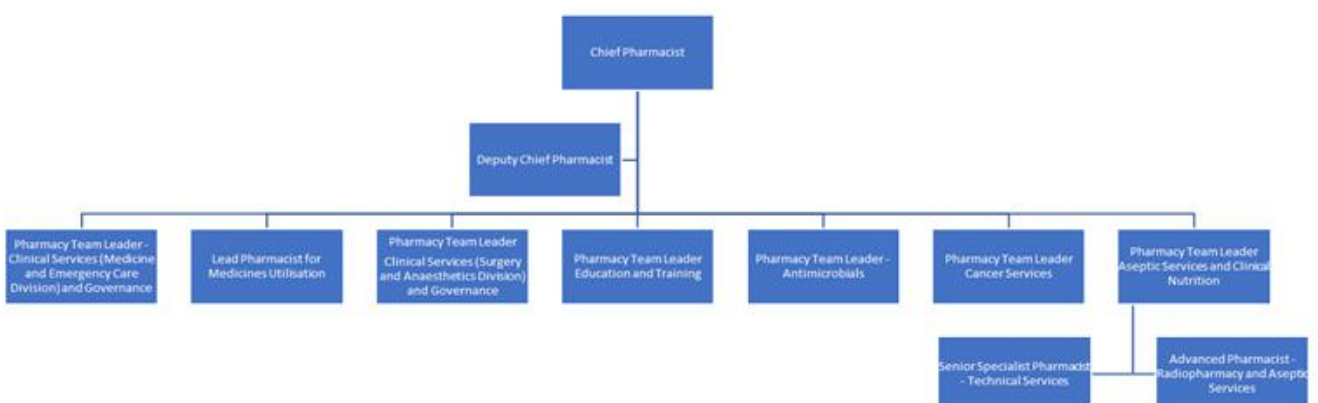 Chief Pharmacist
Deputy Chief Pharmacist
Pharmacy Team Leader -
Clinical Services (Medicine
and Emergency Care
Division) and Governance
Lead Pharmacist for
Medicines Utilisation
Pharmacy Team Leader
Clinical Services (Surgery
and Anaesthetics Division)
and Governance
Pharmacy Team Leader
Education and Training
Pharmacy Team Leader -
Antimicrobials
Pharmacy Team Leader
Cancer Services
Pharmacy Team Leader
Aseptic Services and Clinical
Nutrition
Senior Specialist Pharmacist
- Technical Services
Advanced Pharmacist -
Radiopharmacy and Aseptic
Services